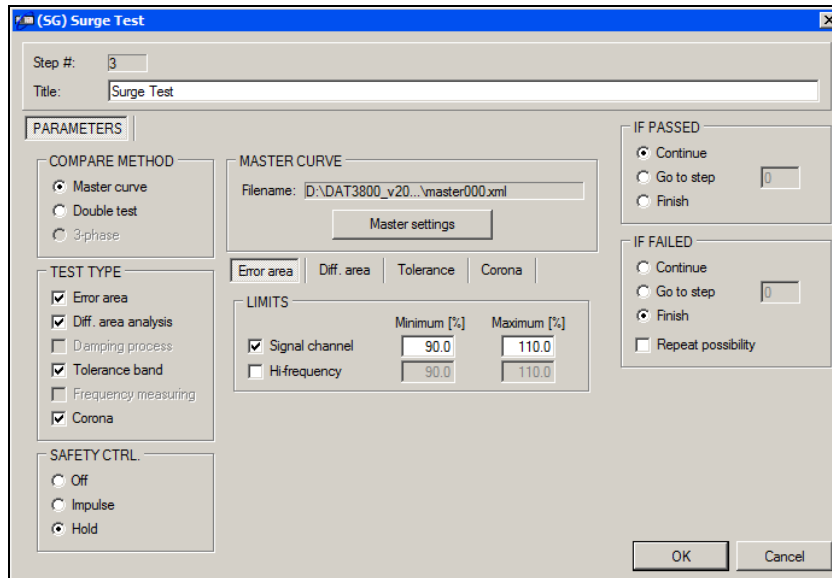 (SG) Surge Test
Step #: 3
Title: Surge Test
PARAMETERS
COMPARE METHOD
Master curve
Double test
3-phase
TEST TYPE
Error area
Diff. area analysis
Damping process
Tolerance band
Frequency measuring
Corona
SAFETY CTRL.
Off
Impulse
Hold
MASTER CURVE
Filename: D:\DAT3800_v20...\master000.xml
Master settings
Error area Diff. area Tolerance Corona
LIMITS
Minimum [%] Maximum [%]
Signal channel 90.0 110.0
Hi-frequency 90.0 110.0
IF PASSED
Continue
Go to step 0
Finish
IF FAILED
Continue
Go to step 0
Finish
Repeat possibility
OK Cancel